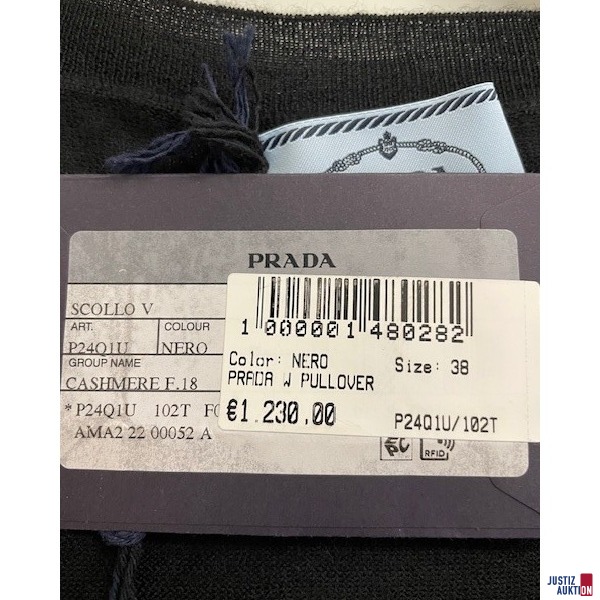 PRADA
SCOLLO V
ART. COLOUR
P24Q1U NERO
GROUP NAME
CASHMERE F.18
*P24Q1U 102T
AMA2 22 00052 A
1 000001 480282
Color: NERO Size: 38
PRADA W PULLOVER
€1.230,00 P24Q1U/102T
RFID
JUSTIZ
AUKTION